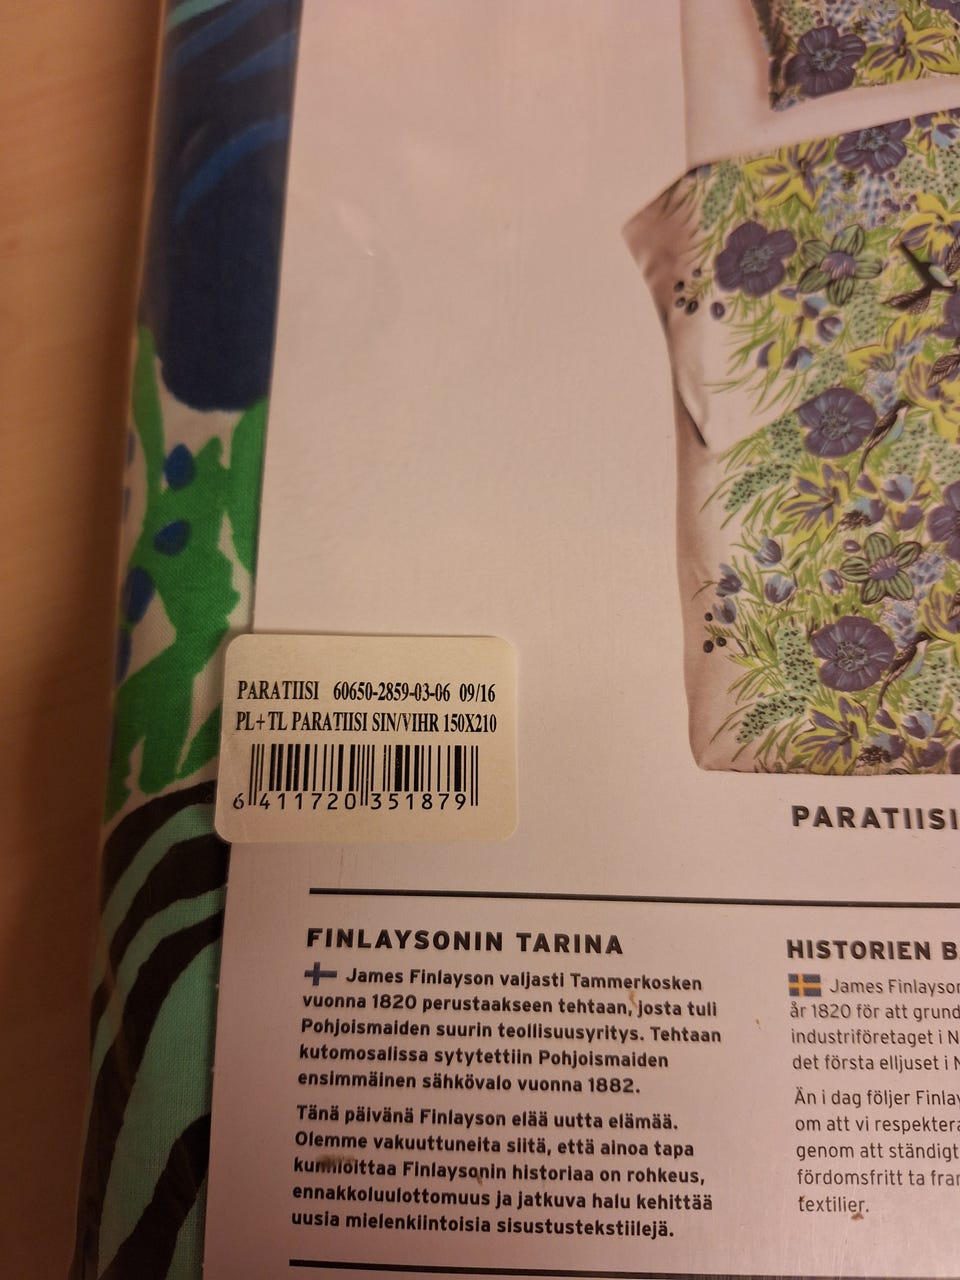 PARATIISI 60650-2859-03-06 09/16
PL+TL PARATIISI SIN/VIHR 150X210
6 411720 351879
PARATIISI
FINLAYSONIN TARINA
James Finlayson valjasti Tammerkosken
vuonna 1820 perustaakseen tehtaan, josta tuli
Pohjoismaiden suurin teollisuusyritys. Tehtaan
kutomosalissa sytytettiin Pohjoismaiden
ensimmäinen sähkövalo vuonna 1882.
Tänä päivänä Finlayson elää uutta elämää.
Olemme vakuuttuneita siitä, että ainoa tapa
kunnioittaa Finlaysonin historiaa on rohkeus,
ennakkoluulottomuus ja jatkuva halu kehittää
uusia mielenkiintoisia sisustustekstiilejä.
HISTORIEN B
James Finlayson
år 1820 för att grund
industriföretaget i N
det första elljuset i N
Än i dag följer Finlay
om att vi respektera
genom att ständigt
fördomsfritt ta fram
textilier.